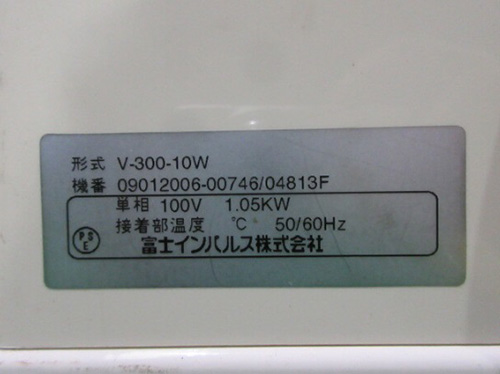 形式 V-300-10W
機番 09012006-00746/04813F
単相 100V 1.05KW
接着部温度 ℃ 50/60Hz
PSE 富士インパルス株式会社